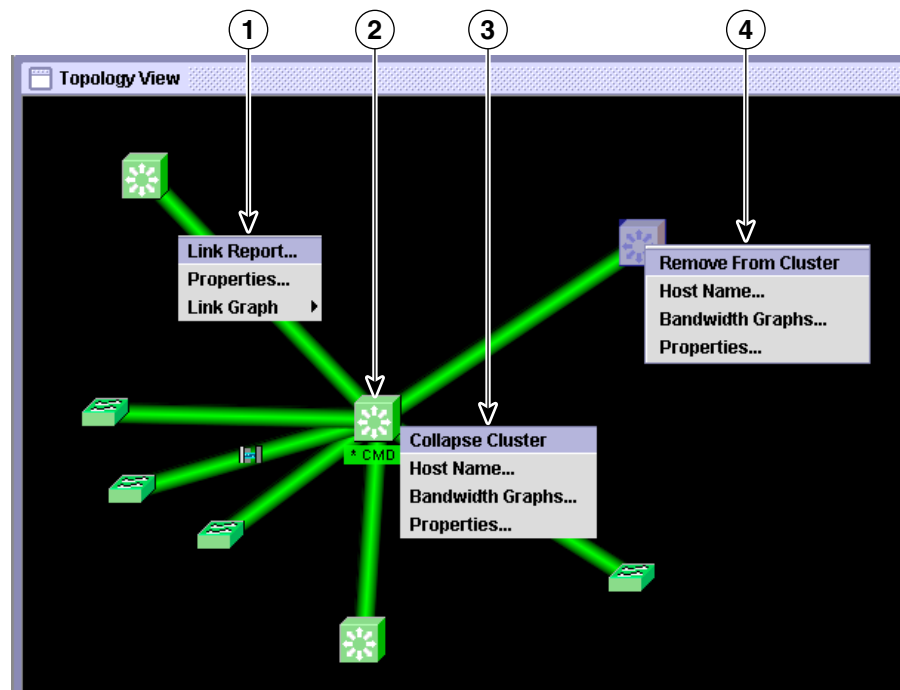 1 2 3 4
Topology View
Link Report...
Properties...
Link Graph
Remove From Cluster
Host Name...
Bandwidth Graphs...
Properties...
* CMD
Collapse Cluster
Host Name...
Bandwidth Graphs...
Properties...